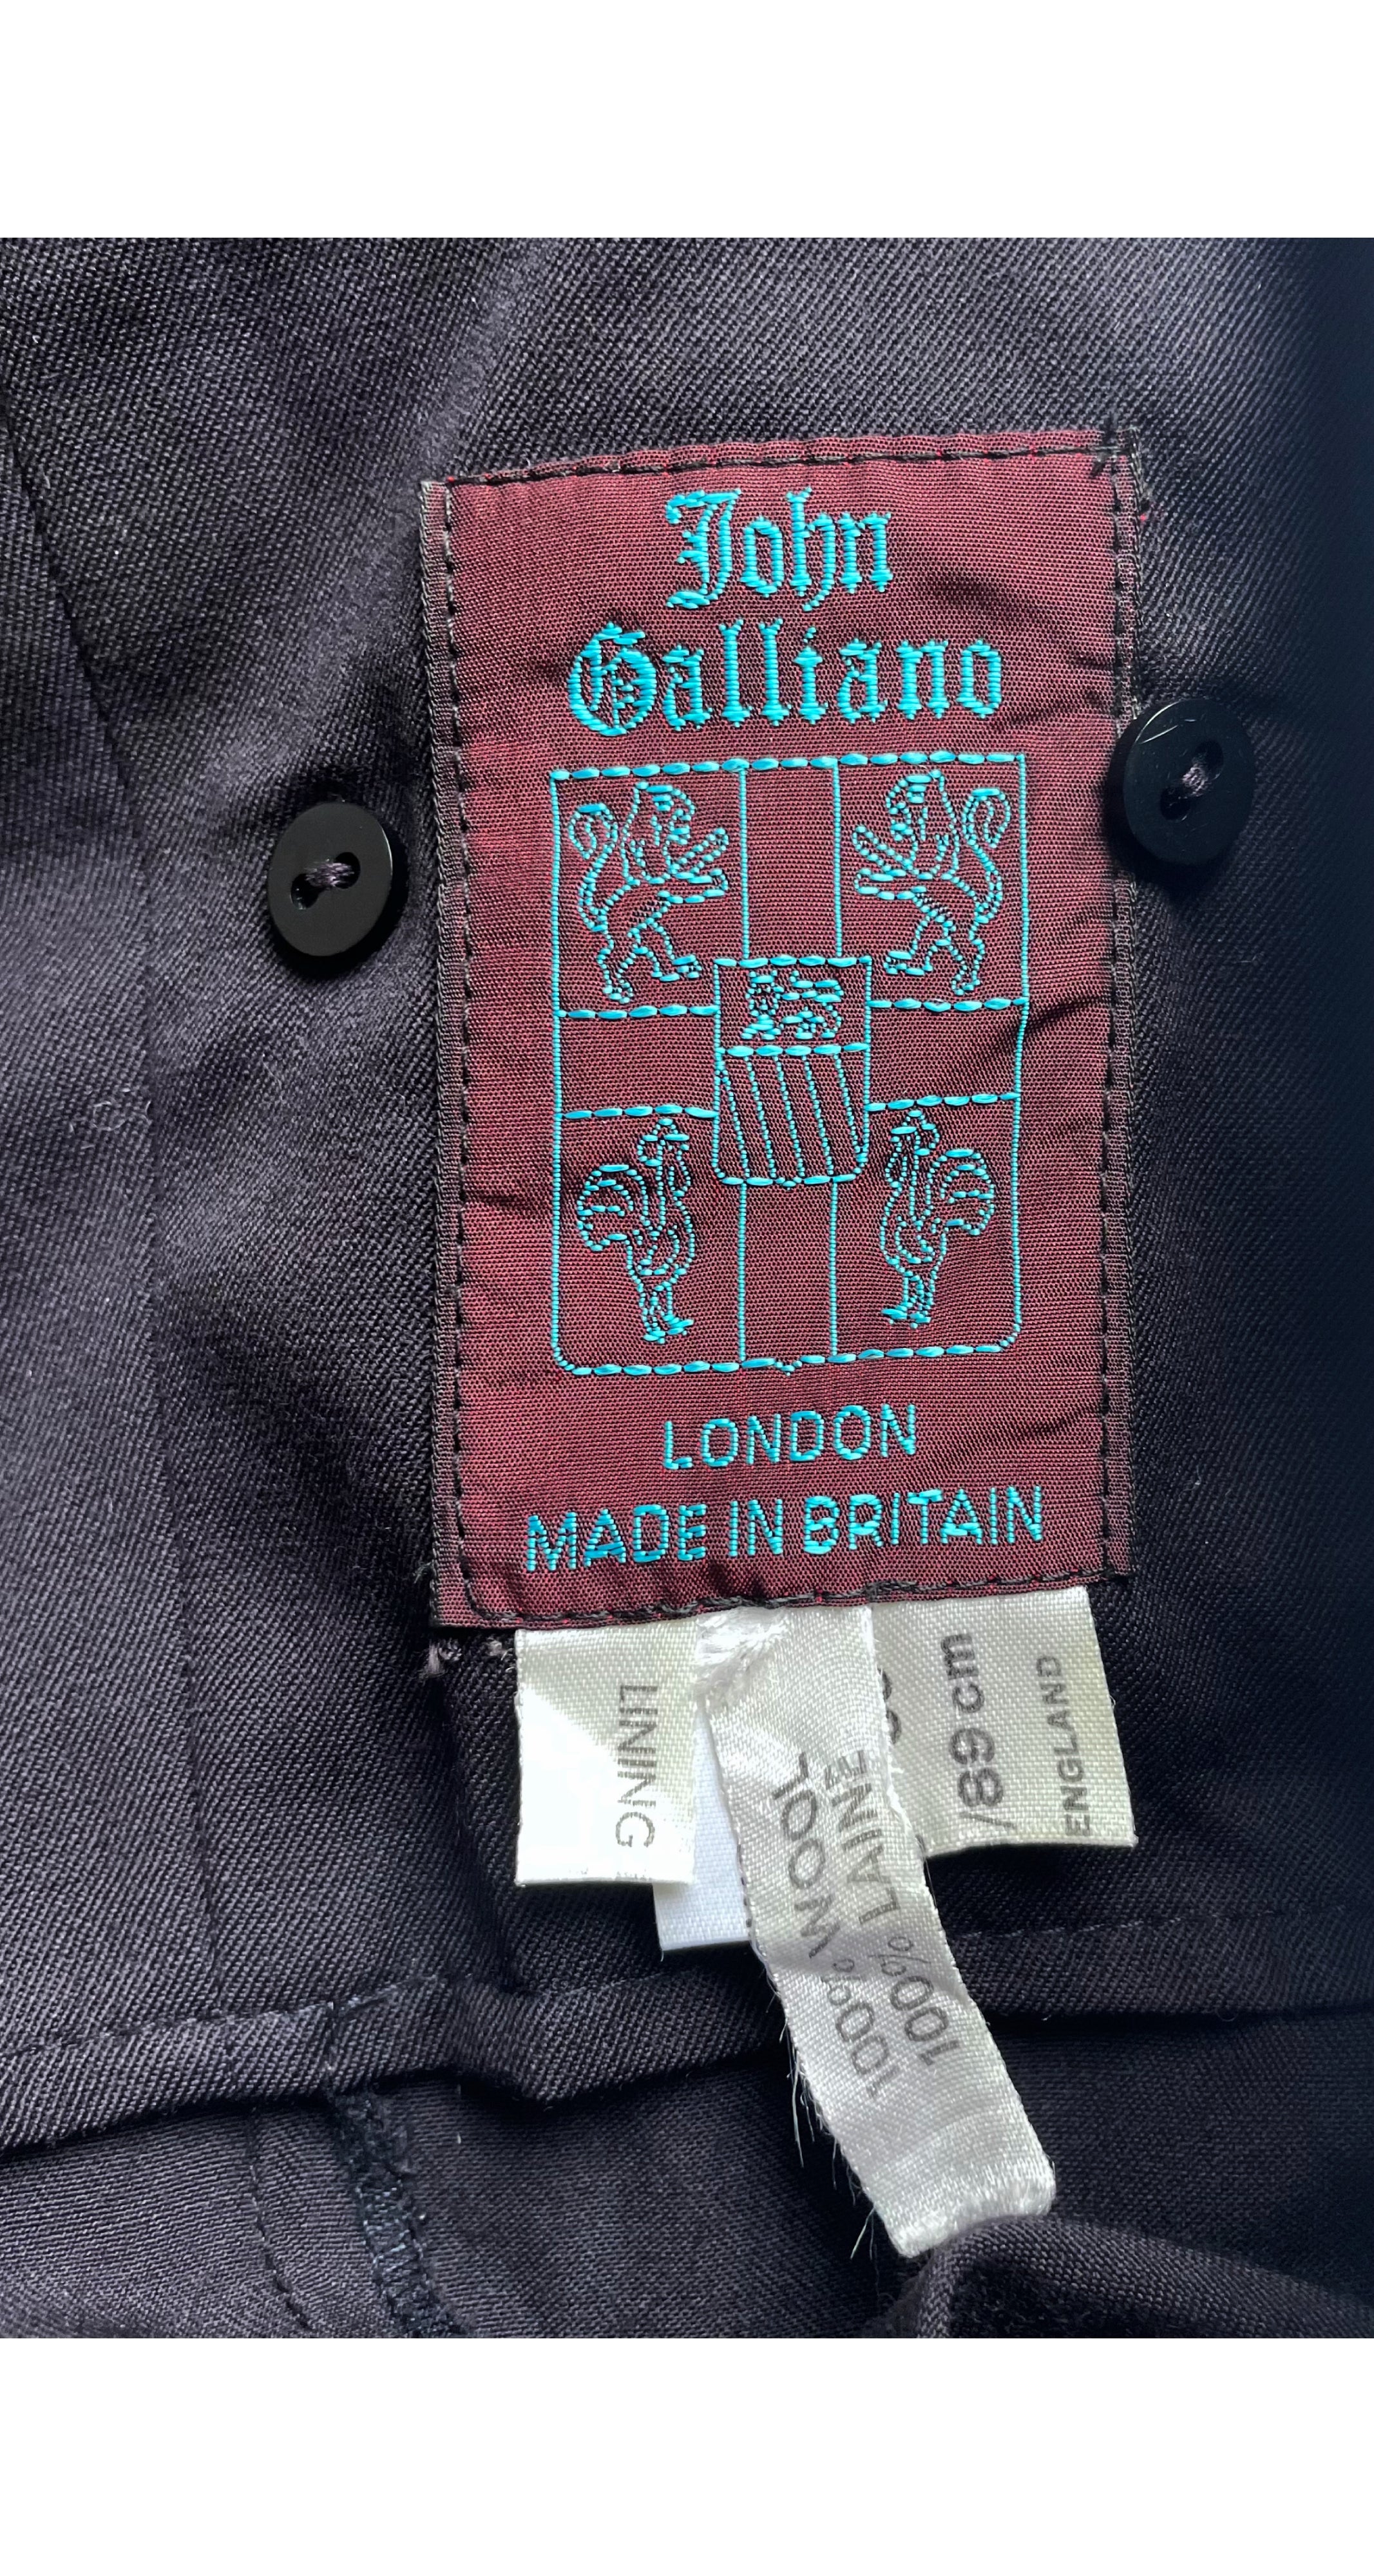 John
Galliano
LONDON
MADE IN BRITAIN
LINING
100% WOOL
100% LAINE
/89 cm
ENGLAND